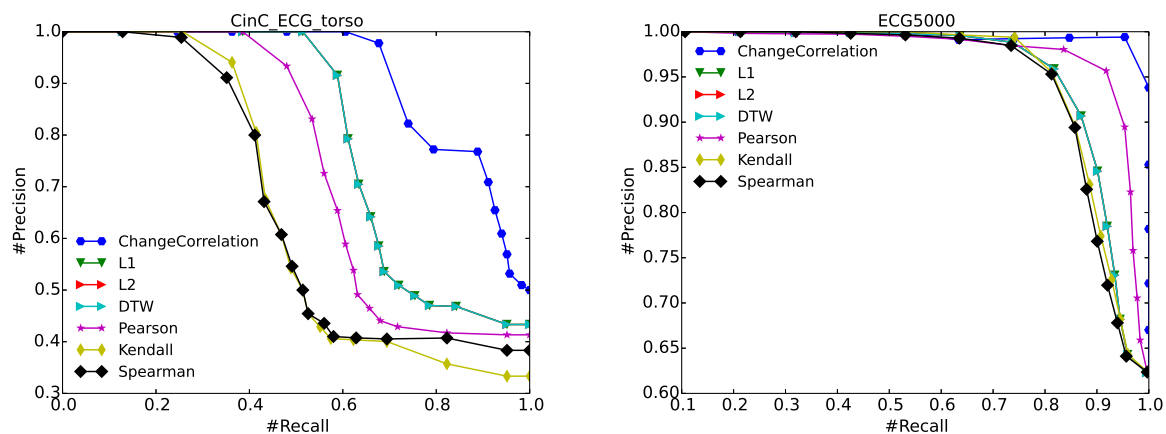 CinC_ECG_torso
1.0
0.9
0.8
0.7
0.6
0.5
0.4
0.3
#Precision
ChangeCorrelation
L1
L2
DTW
Pearson
Kendall
Spearman
0.0 0.2 0.4 0.6 0.8 1.0
#Recall
ECG5000
1.00
0.95
0.90
0.85
0.80
0.75
0.70
0.65
0.60
#Precision
ChangeCorrelation
L1
L2
DTW
Pearson
Kendall
Spearman
0.1 0.2 0.3 0.4 0.5 0.6 0.7 0.8 0.9 1.0
#Recall